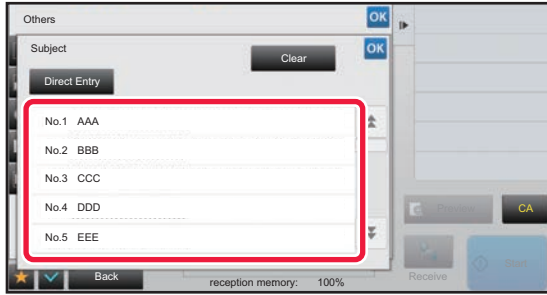 Others
OK
Subject
Clear
OK
Direct Entry
No.1 AAA
No.2 BBB
No.3 CCC
No.4 DDD
No.5 EEE
CA
Back
reception memory: 100%
Receive
Start